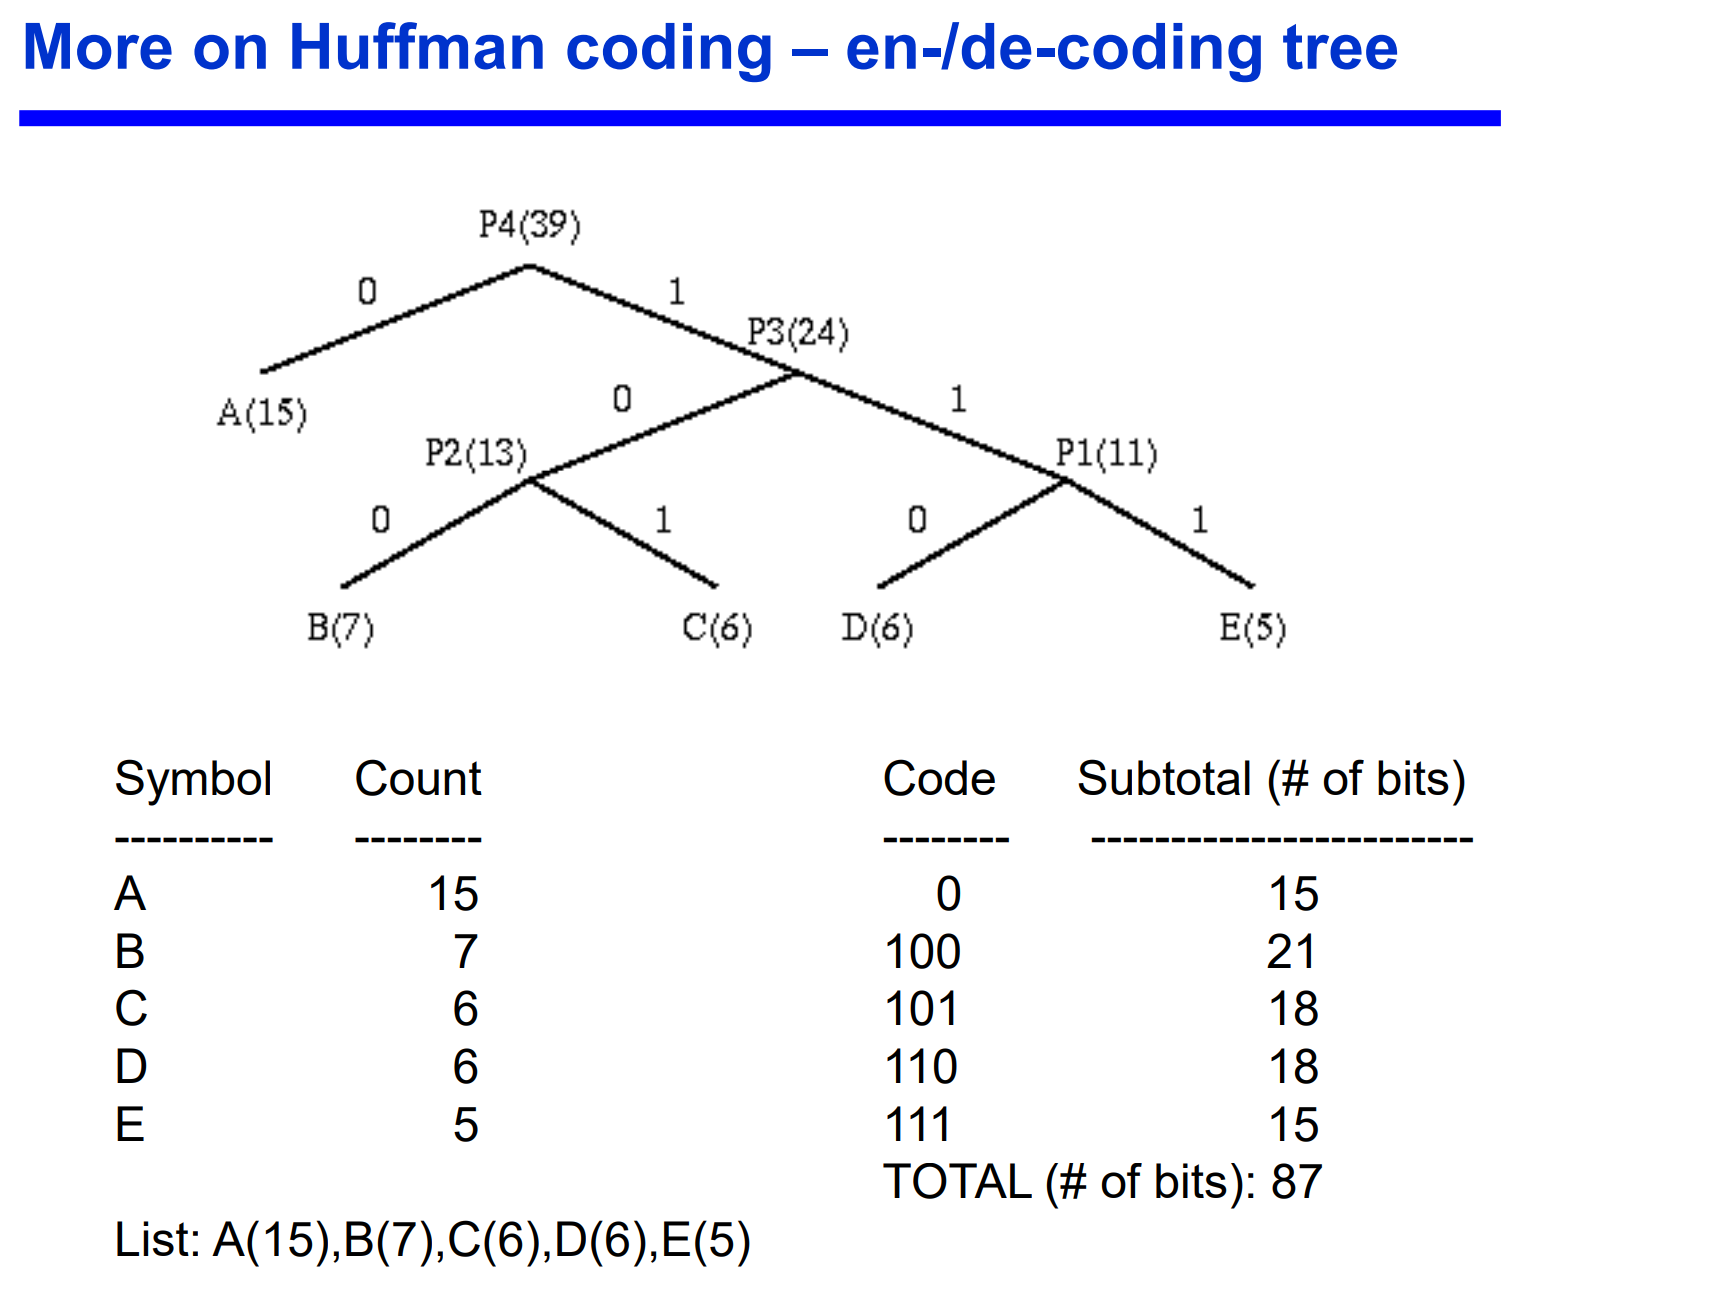 More on Huffman coding – en-/de-coding tree
P4(39)
0 1
P3(24)
A(15)
0 1
P2(13) P1(11)
0 1 0 1
B(7) C(6) D(6) E(5)
Symbol Count Code Subtotal (# of bits)
---------- -------- -------- ------------------------
A 15 0 15
B 7 100 21
C 6 101 18
D 6 110 18
E 5 111 15
TOTAL (# of bits): 87
List: A(15),B(7),C(6),D(6),E(5)